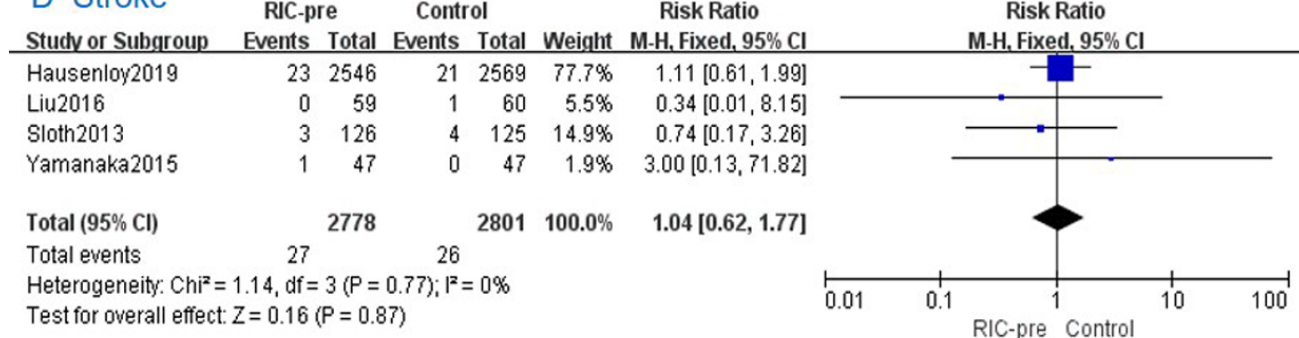 D Stroke
RIC-pre Control Risk Ratio Risk Ratio
Study or Subgroup Events Total Events Total Weight M-H, Fixed, 95% CI M-H, Fixed, 95% CI
Hausenloy2019 23 2546 21 2569 77.7% 1.11 [0.61, 1.99]
Liu2016 0 59 1 60 5.5% 0.34 [0.01, 8.15]
Sloth2013 3 126 4 125 14.9% 0.74 [0.17, 3.26]
Yamanaka2015 1 47 0 47 1.9% 3.00 [0.13, 71.82]
Total (95% CI) 2778 2801 100.0% 1.04 [0.62, 1.77]
Total events 27 26
Heterogeneity: Chi² = 1.14, df = 3 (P = 0.77); I² = 0%
Test for overall effect: Z = 0.16 (P = 0.87)
0.01 0.1 1 10 100
RIC-pre Control